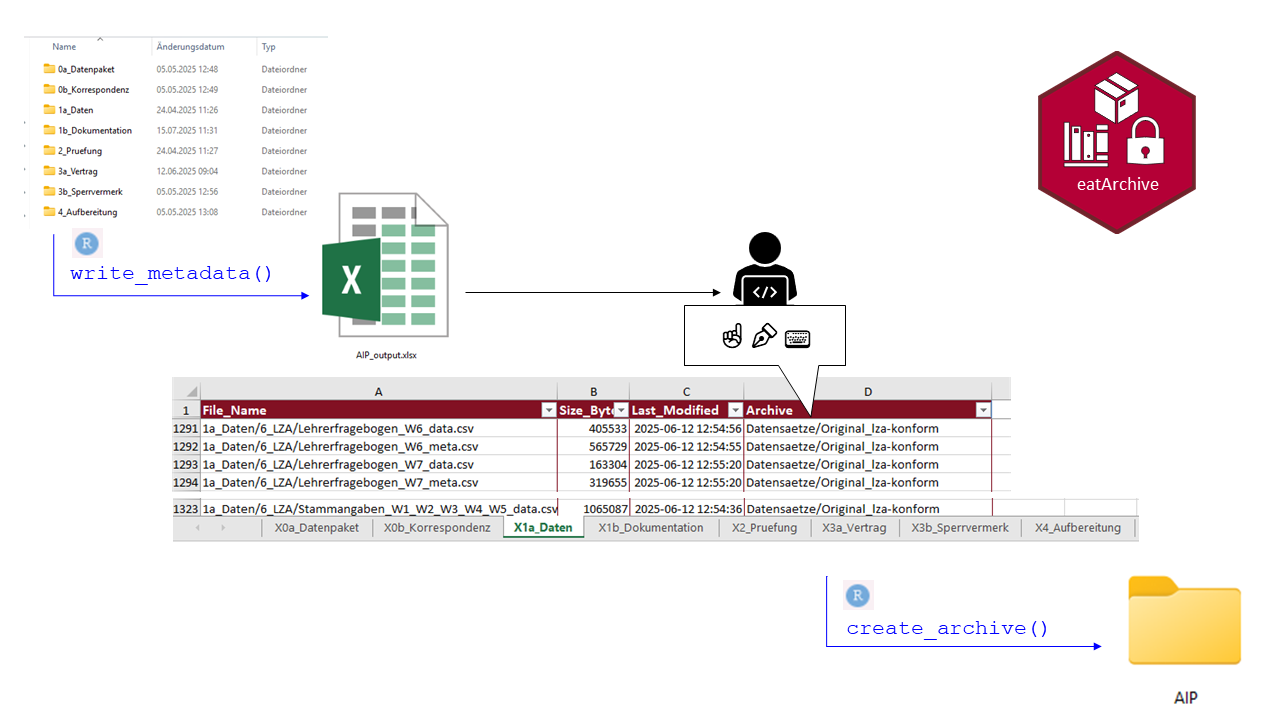 Name Änderungsdatum Typ
0a_Datenpaket 05.05.2025 12:48 Dateiordner
0b_Korrespondenz 05.05.2025 12:49 Dateiordner
1a_Daten 24.04.2025 11:26 Dateiordner
1b_Dokumentation 15.07.2025 11:31 Dateiordner
2_Pruefung 24.04.2025 11:27 Dateiordner
3a_Vertrag 12.06.2025 09:04 Dateiordner
3b_Sperrvermerk 05.05.2025 12:56 Dateiordner
4_Aufbereitung 05.05.2025 13:08 Dateiordner
eatArchive
R
write_metadata()
X
AIP_output.xlsx
</>
A B C D
1 File_Name Size_Byte Last_Modified Archive
1291 1a_Daten/6_LZA/Lehrerfragebogen_W6_data.csv 405533 2025-06-12 12:54:56 Datensaetze/Original_lza-konform
1292 1a_Daten/6_LZA/Lehrerfragebogen_W6_meta.csv 565729 2025-06-12 12:54:55 Datensaetze/Original_lza-konform
1293 1a_Daten/6_LZA/Lehrerfragebogen_W7_data.csv 163304 2025-06-12 12:55:20 Datensaetze/Original_lza-konform
1294 1a_Daten/6_LZA/Lehrerfragebogen_W7_meta.csv 319655 2025-06-12 12:55:20 Datensaetze/Original_lza-konform
1323 1a_Daten/6_LZA/Stammangaben_W1_W2_W3_W4_W5_data.csv 1065087 2025-06-12 12:54:36 Datensaetze/Original_lza-konform
X0a_Datenpaket X0b_Korrespondenz X1a_Daten X1b_Dokumentation X2_Pruefung X3a_Vertrag X3b_Sperrvermerk X4_Aufbereitung
R
create_archive()
AIP